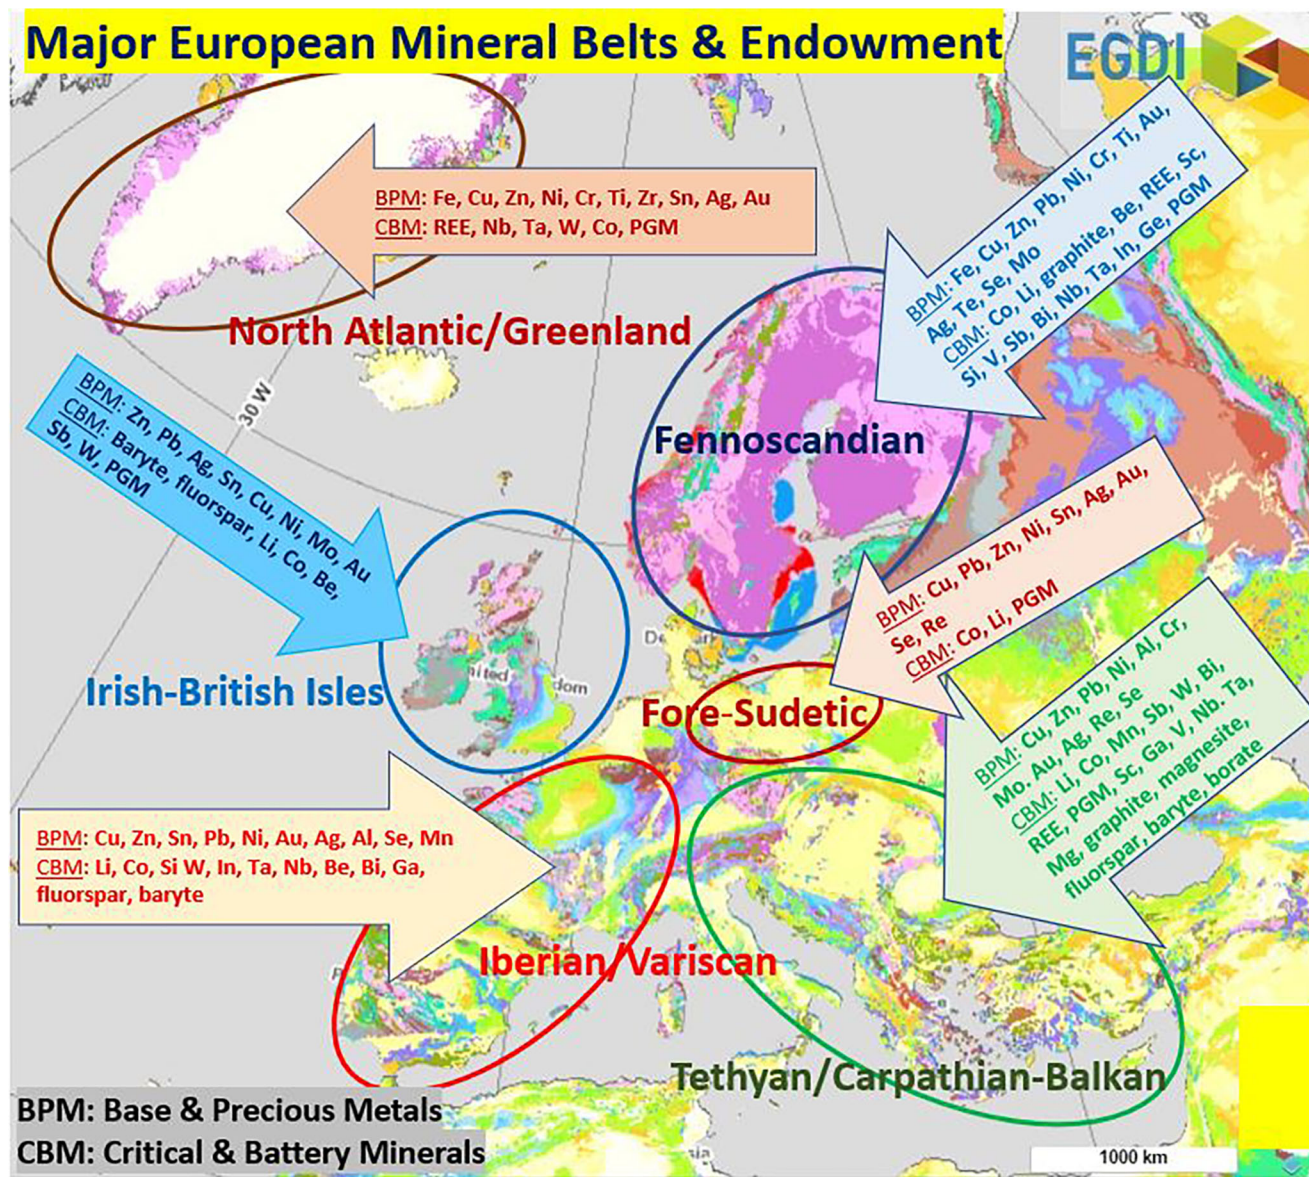 Major European Mineral Belts & Endowment
EGDI
BPM: Fe, Cu, Zn, Pb, Ni, Cr, Ti, Au,
Ag, Te, Se, Mo
CBM: Co, Li, graphite, Be, REE, Sc,
Si, V, Sb, Bi, Nb, Ta, In, Ge, PGM
BPM: Fe, Cu, Zn, Ni, Cr, Ti, Zr, Sn, Ag, Au
CBM: REE, Nb, Ta, W, Co, PGM
North Atlantic/Greenland
30 W
BPM: Zn, Pb, Ag, Sn, Cu, Ni, Mo, Au
CBM: Baryte, fluorspar, Li, Co, Be,
Sb, W, PGM
Fennoscandian
BPM: Cu, Pb, Zn, Ni, Sn, Ag, Au,
Se, Re
CBM: Co, Li, PGM
Irish-British Isles
Fore-Sudetic
BPM: Cu, Zn, Pb, Ni, Al, Cr,
Mo. Au, Ag, Re, Se
CBM: Li, Co, Mn, Sb, W, Bi,
REE, PGM, Sc, Ga, V, Nb. Ta,
Mg, graphite, magnesite,
fluorspar, baryte, borate
BPM: Cu, Zn, Sn, Pb, Ni, Au, Ag, Al, Se, Mn
CBM: Li, Co, Si W, In, Ta, Nb, Be, Bi, Ga,
fluorspar, baryte
Iberian/Variscan
Tethyan/Carpathian-Balkan
BPM: Base & Precious Metals
CBM: Critical & Battery Minerals
1000 km